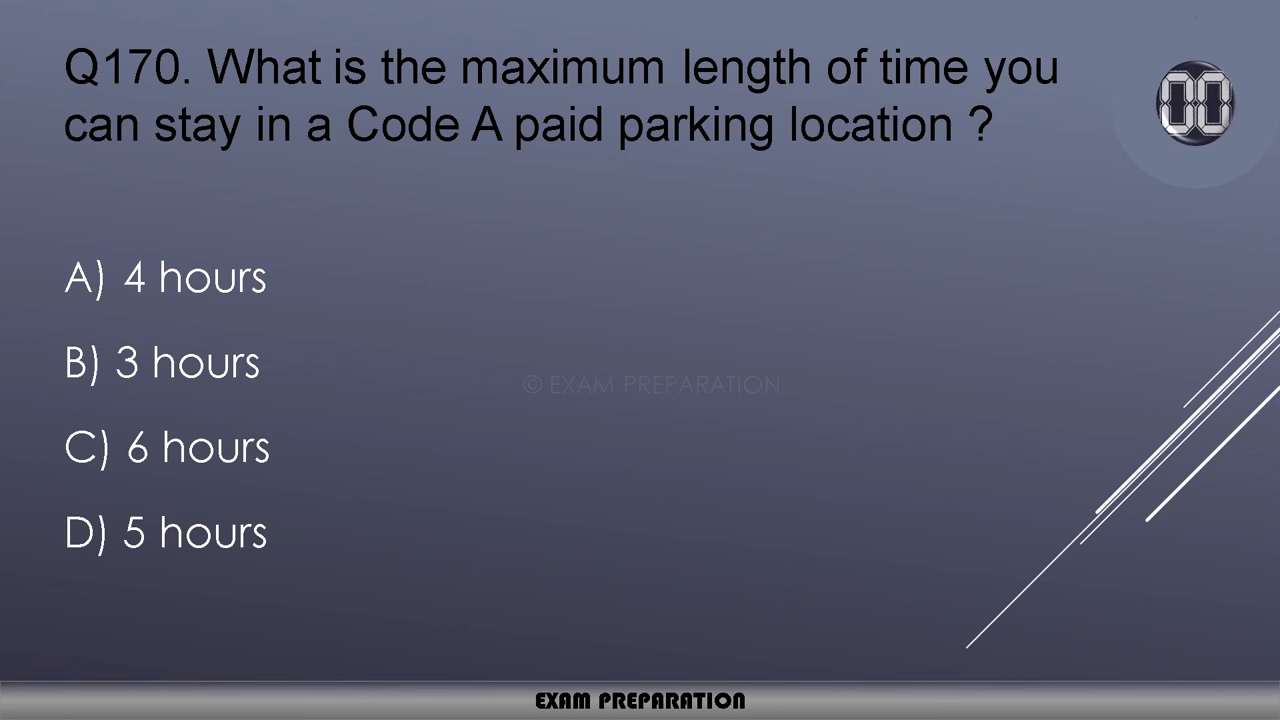 Q170. What is the maximum length of time you
can stay in a Code A paid parking location ?
00
A) 4 hours
B) 3 hours
© EXAM PREPARATION
C) 6 hours
D) 5 hours
EXAM PREPARATION